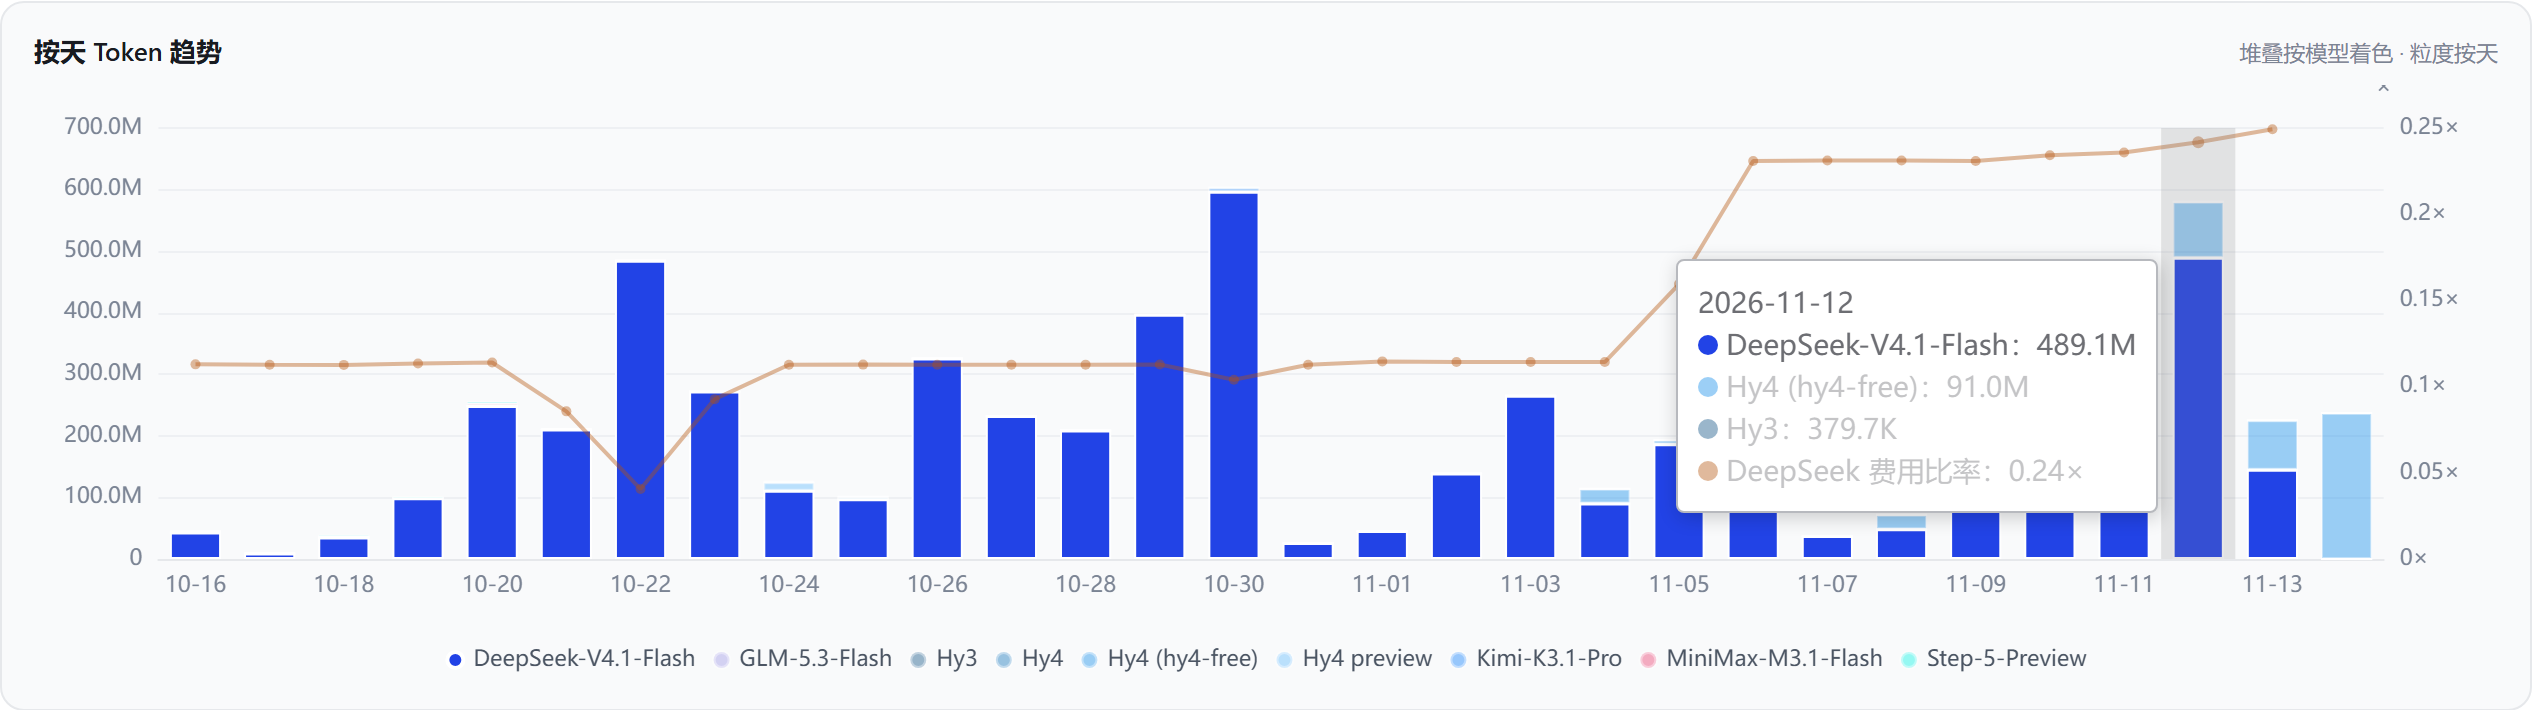 按天 Token 趋势
堆叠按模型着色 · 粒度按天
700.0M
600.0M
500.0M
400.0M
300.0M
200.0M
100.0M
0
0.25×
0.2×
0.15×
0.1×
0.05×
0×
2026-11-12
DeepSeek-V4.1-Flash：489.1M
Hy4 (hy4-free)：91.0M
Hy3：379.7K
DeepSeek 费用比率：0.24×
10-16 10-18 10-20 10-22 10-24 10-26 10-28 10-30 11-01 11-03 11-05 11-07 11-09 11-11 11-13
DeepSeek-V4.1-Flash GLM-5.3-Flash Hy3 Hy4 Hy4 (hy4-free) Hy4 preview Kimi-K3.1-Pro MiniMax-M3.1-Flash Step-5-Preview